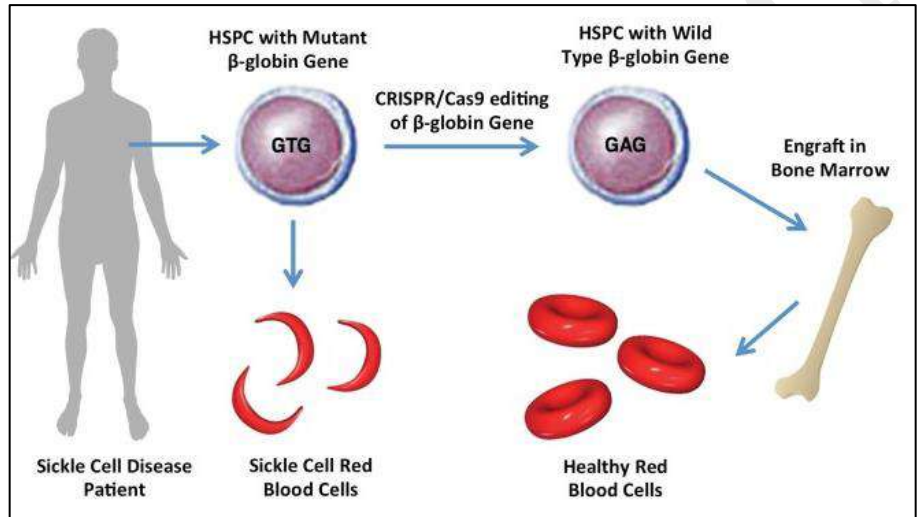 HSPC with Mutant
β-globin Gene
HSPC with Wild
Type β-globin Gene
CRISPR/Cas9 editing
of β-globin Gene
GTG
GAG
Engraft in
Bone Marrow
Sickle Cell Disease
Patient
Sickle Cell Red
Blood Cells
Healthy Red
Blood Cells